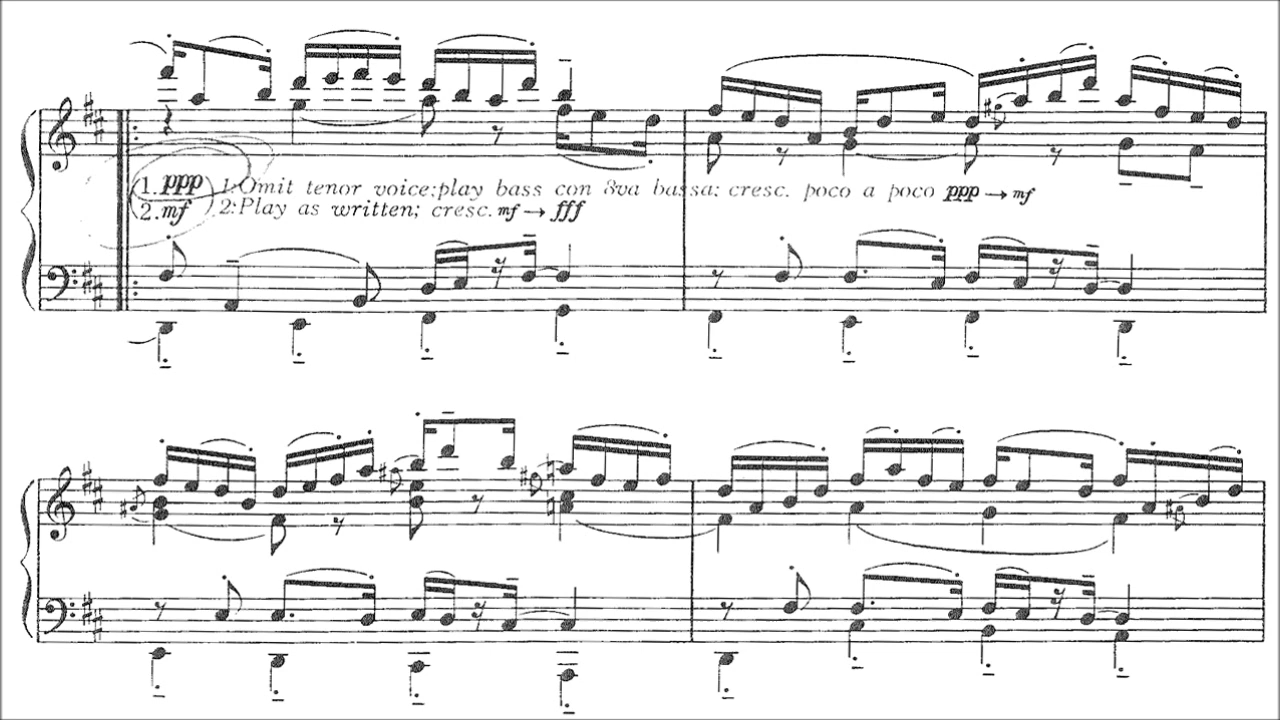 1. ppp 1:Omit tenor voice;play bass con 8va bassa: cresc. poco a poco ppp → mf
2. mf 2:Play as written; cresc. mf → fff